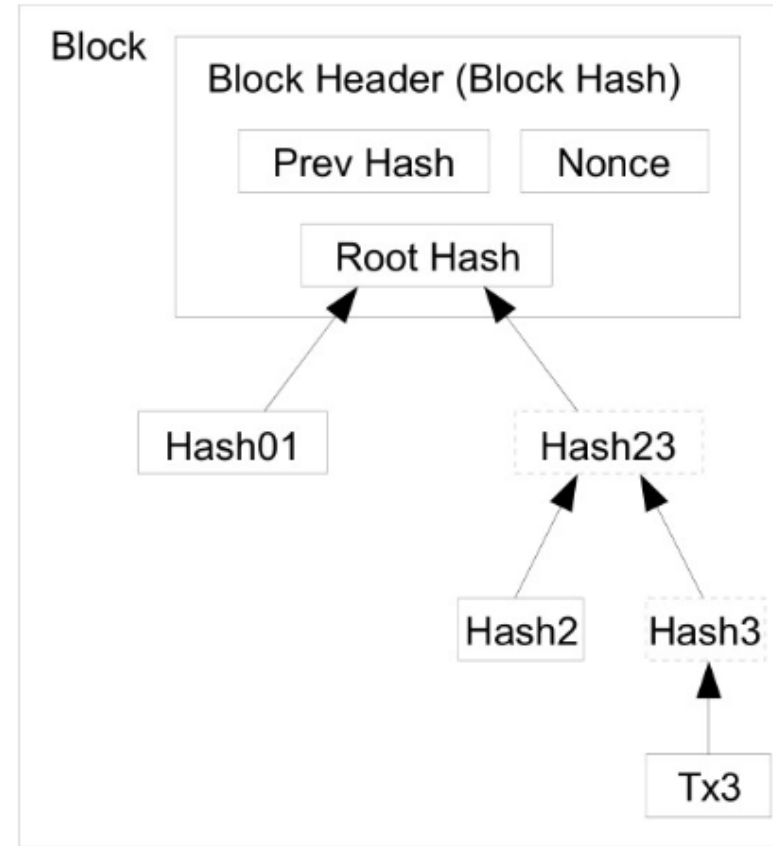 Block
Block Header (Block Hash)
Prev Hash
Nonce
Root Hash
Hash01
Hash23
Hash2
Hash3
Tx3